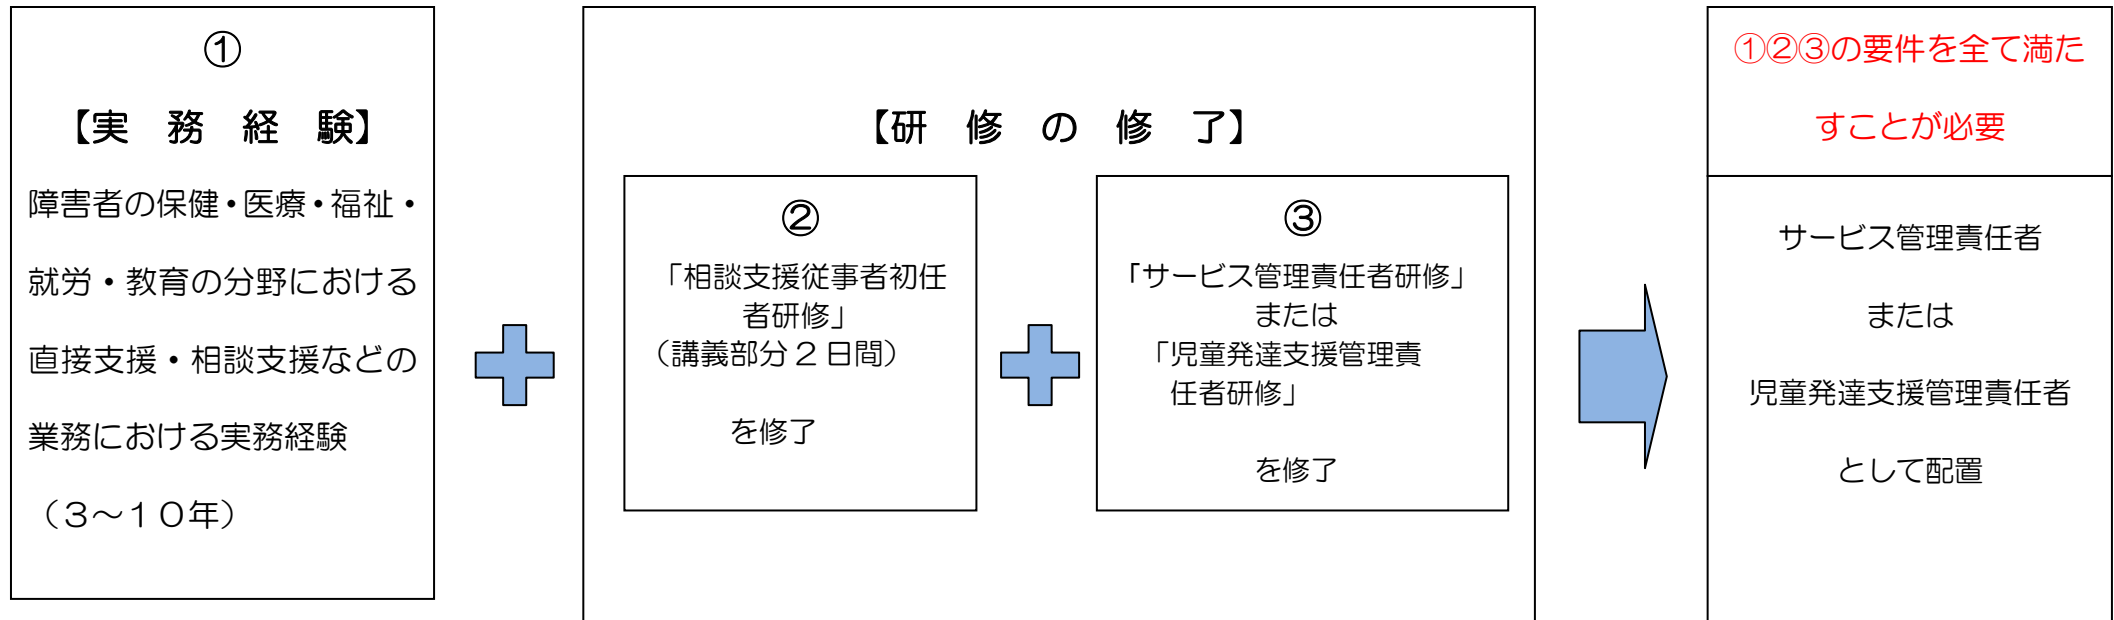 ①
【実　務　経　験】
障害者の保健・医療・福祉・
就労・教育の分野における
直接支援・相談支援などの
業務における実務経験
（３～１０年）
【研　修　の　修　了】
②
「相談支援従事者初任
者研修」
（講義部分２日間）
を修了
③
「サービス管理責任者研修」
または
「児童発達支援管理責
任者研修」
を修了
①②③の要件を全て満た
すことが必要
サービス管理責任者
または
児童発達支援管理責任者
として配置